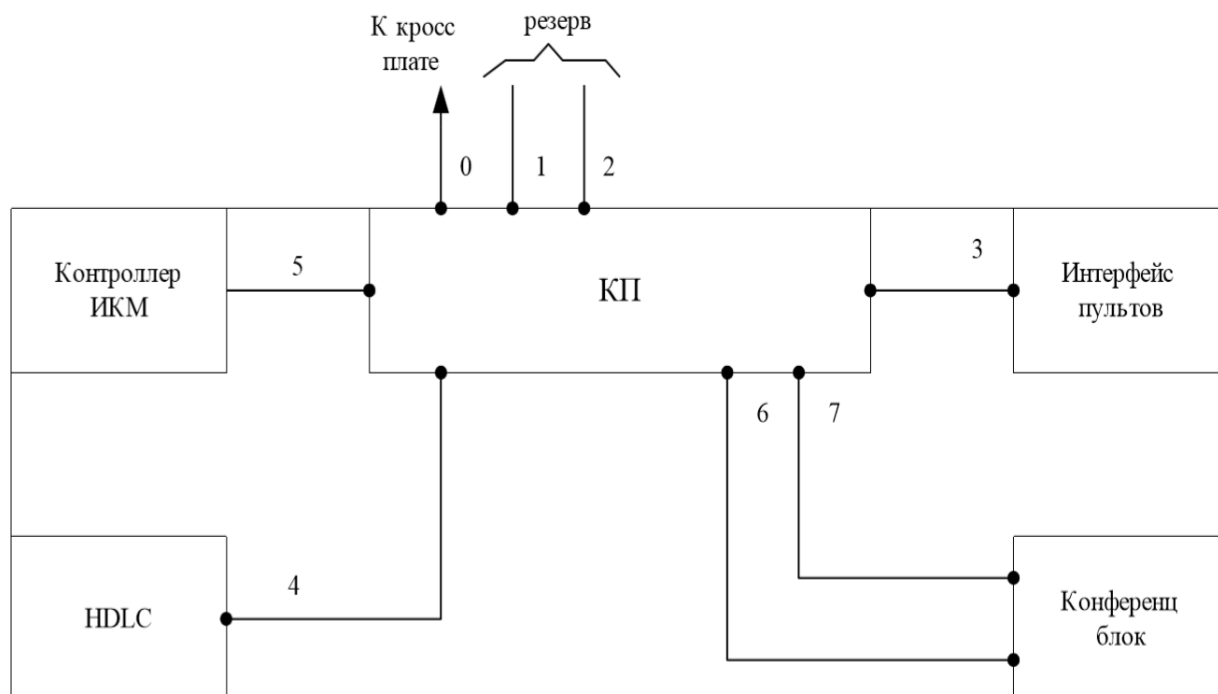 К кросс
плате
резерв
0
1
2
Контроллер
ИКМ
5
КП
3
Интерфейс
пультов
6
7
HDLC
4
Конференц
блок